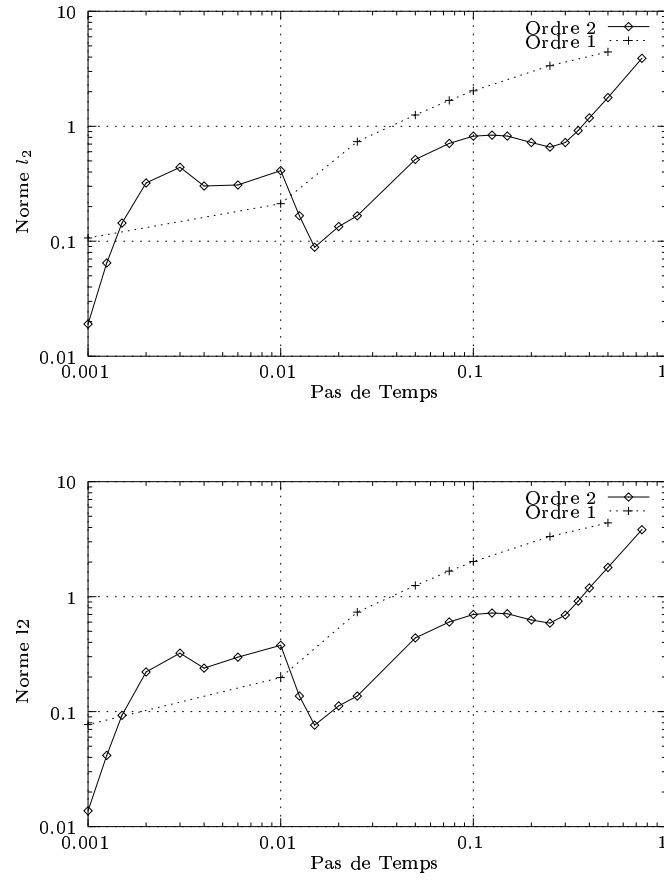 10
1
0.1
0.01
Norme l₂
Ordre 2
Ordre 1
0.001
0.01
0.1
1
Pas de Temps
10
1
0.1
0.01
Norme l2
Ordre 2
Ordre 1
0.001
0.01
0.1
1
Pas de Temps